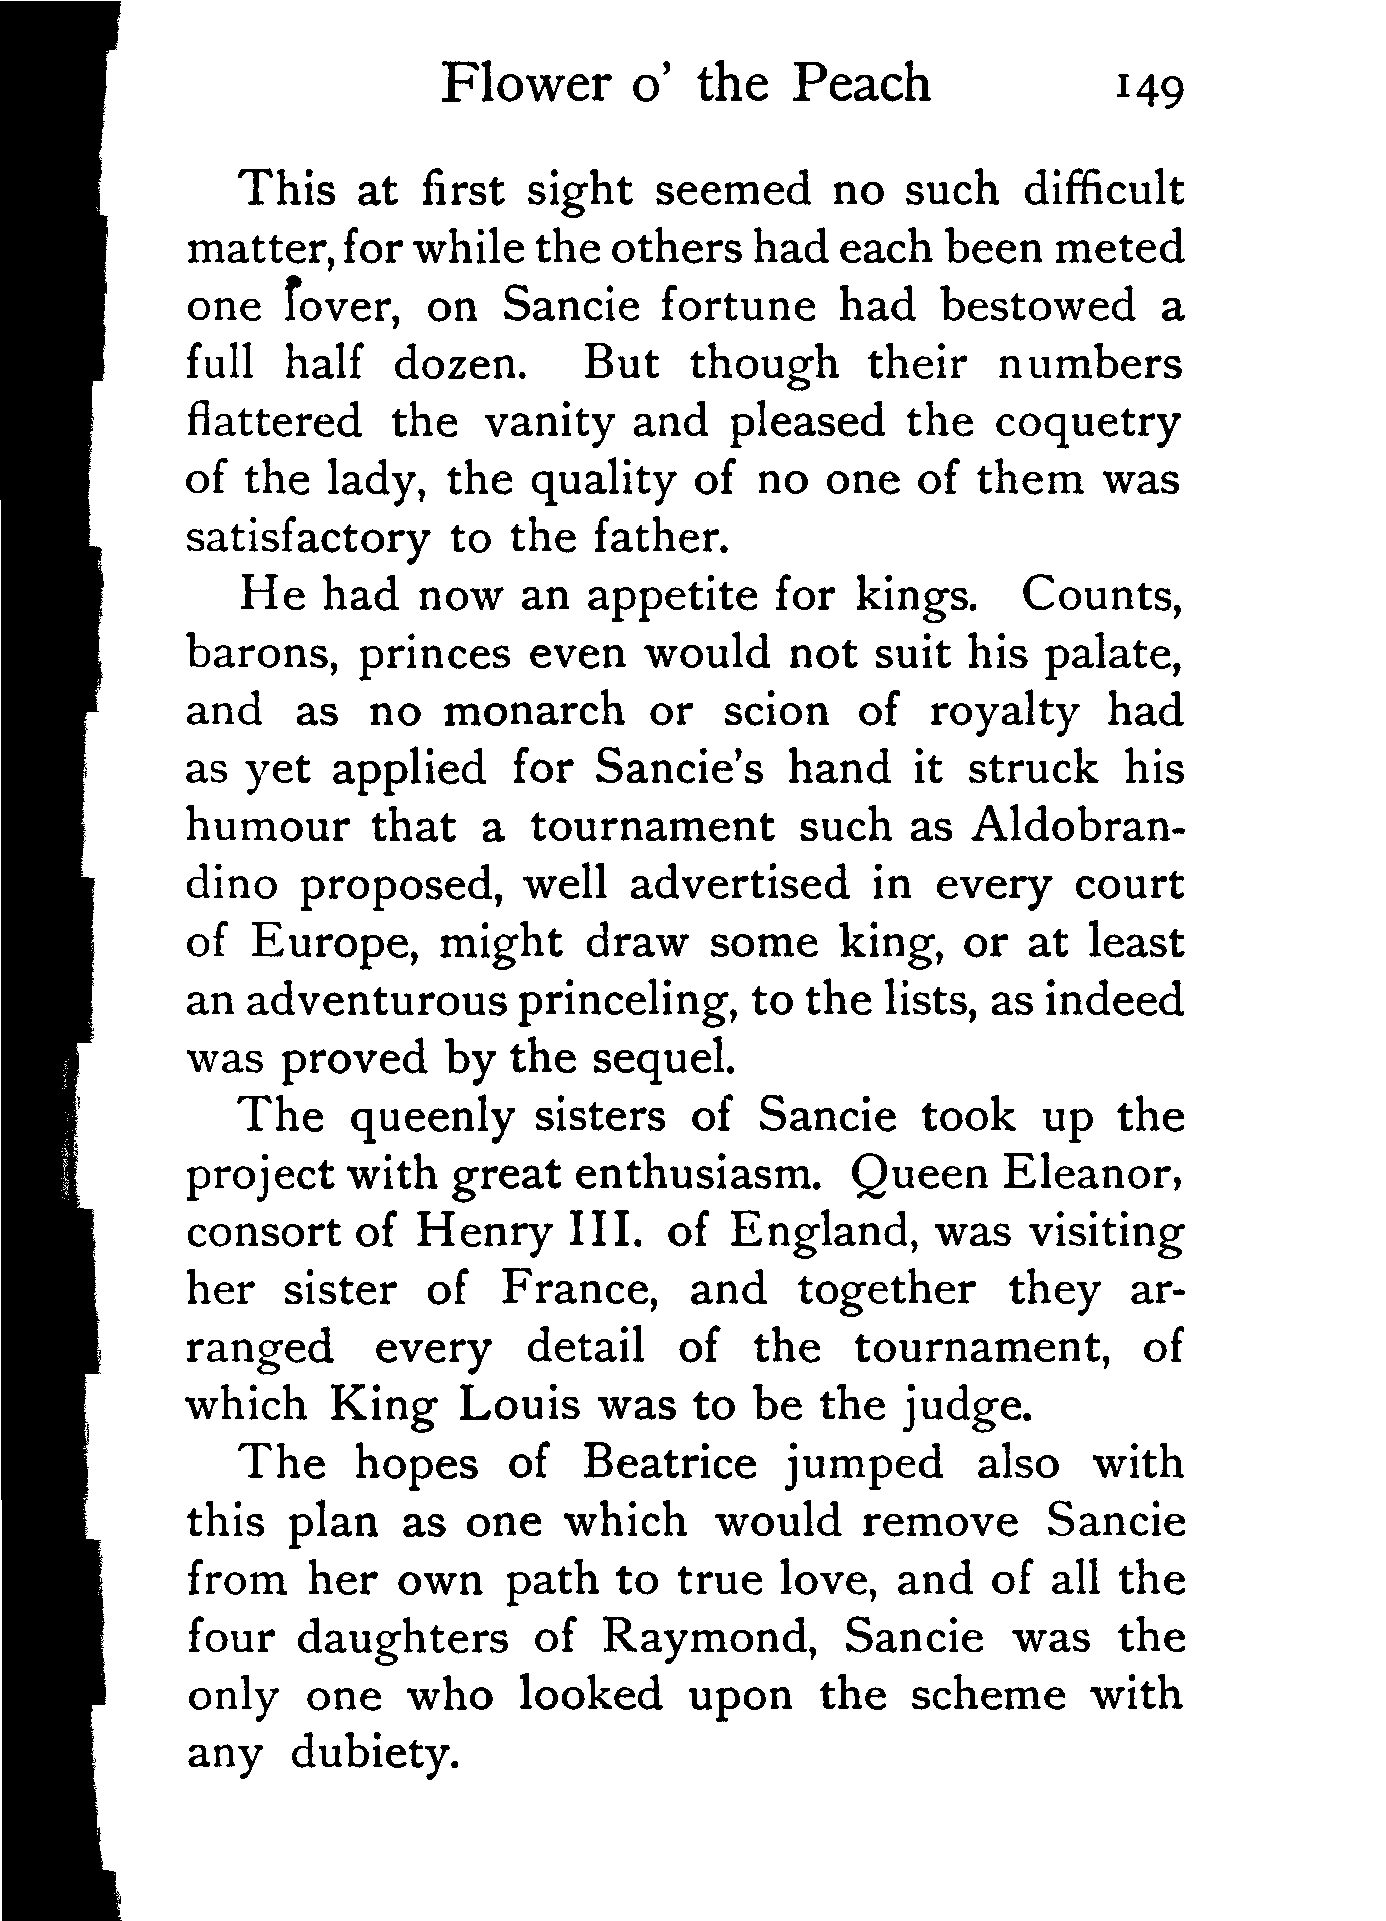 Flower o' the Peach 149
This at first sight seemed no such difficult
matter, for while the others had each been meted
one lover, on Sancie fortune had bestowed a
full half dozen. But though their numbers
flattered the vanity and pleased the coquetry
of the lady, the quality of no one of them was
satisfactory to the father.
He had now an appetite for kings. Counts,
barons, princes even would not suit his palate,
and as no monarch or scion of royalty had
as yet applied for Sancie's hand it struck his
humour that a tournament such as Aldobran-
dino proposed, well advertised in every court
of Europe, might draw some king, or at least
an adventurous princeling, to the lists, as indeed
was proved by the sequel.
The queenly sisters of Sancie took up the
project with great enthusiasm. Queen Eleanor,
consort of Henry III. of England, was visiting
her sister of France, and together they ar-
ranged every detail of the tournament, of
which King Louis was to be the judge.
The hopes of Beatrice jumped also with
this plan as one which would remove Sancie
from her own path to true love, and of all the
four daughters of Raymond, Sancie was the
only one who looked upon the scheme with
any dubiety.